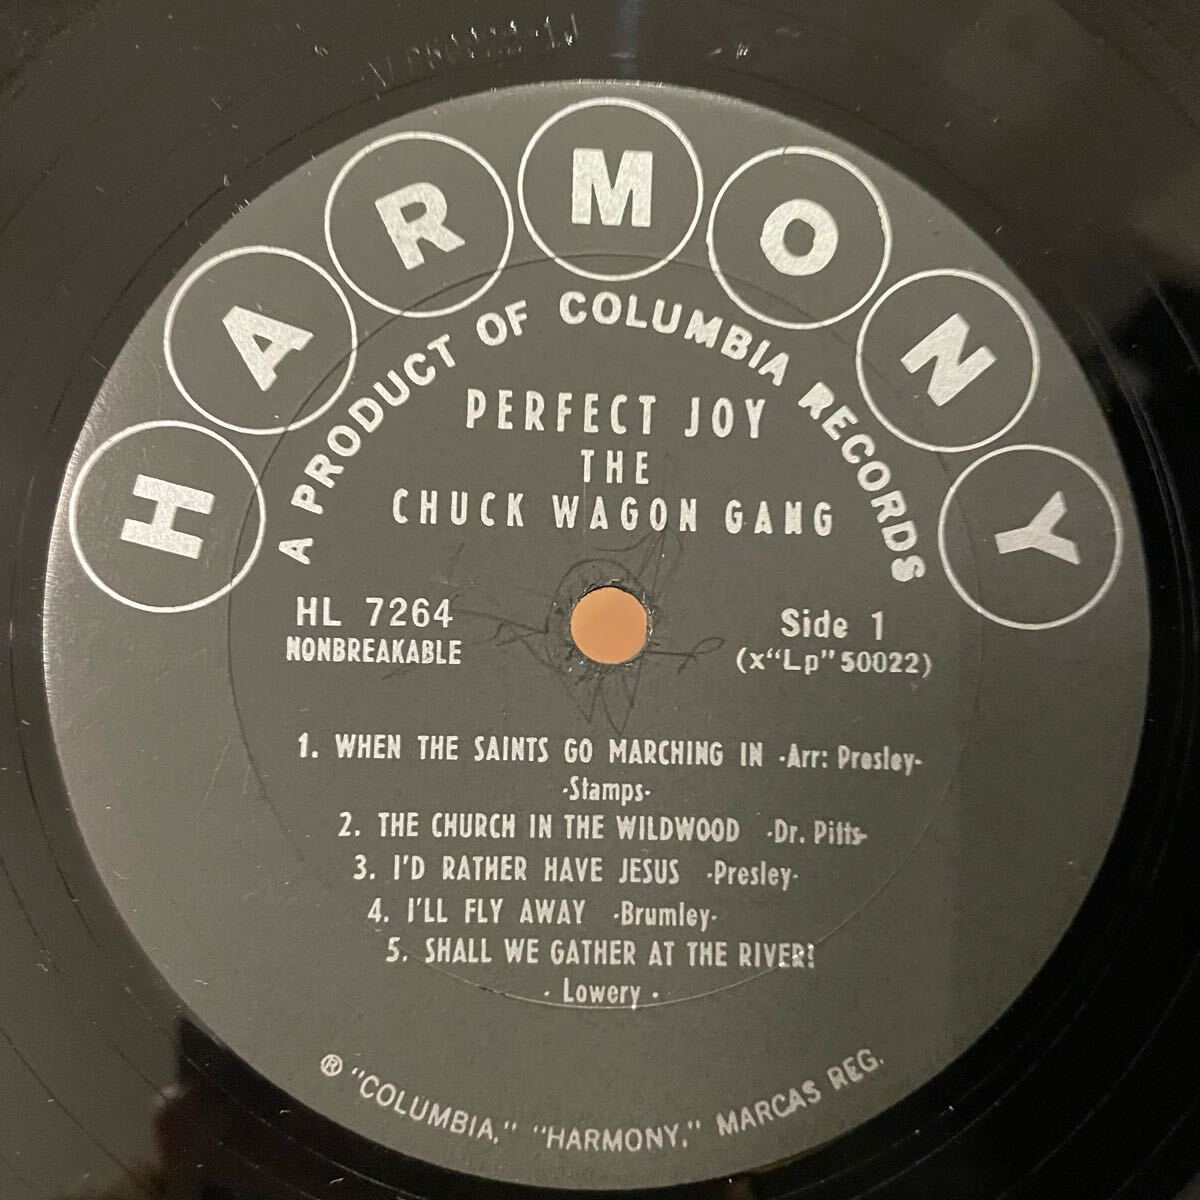 HARMONY
A PRODUCT OF COLUMBIA RECORDS
PERFECT JOY
THE
CHUCK WAGON GANG
HL 7264
NONBREAKABLE
Side 1
(x“Lp”50022)
1. WHEN THE SAINTS GO MARCHING IN -Arr: Presley-
-Stamps-
2. THE CHURCH IN THE WILDWOOD -Dr. Pitts-
3. I'D RATHER HAVE JESUS -Presley-
4. I'LL FLY AWAY -Brumley-
5. SHALL WE GATHER AT THE RIVER!
- Lowery -
® "COLUMBIA," "HARMONY," MARCAS REG.